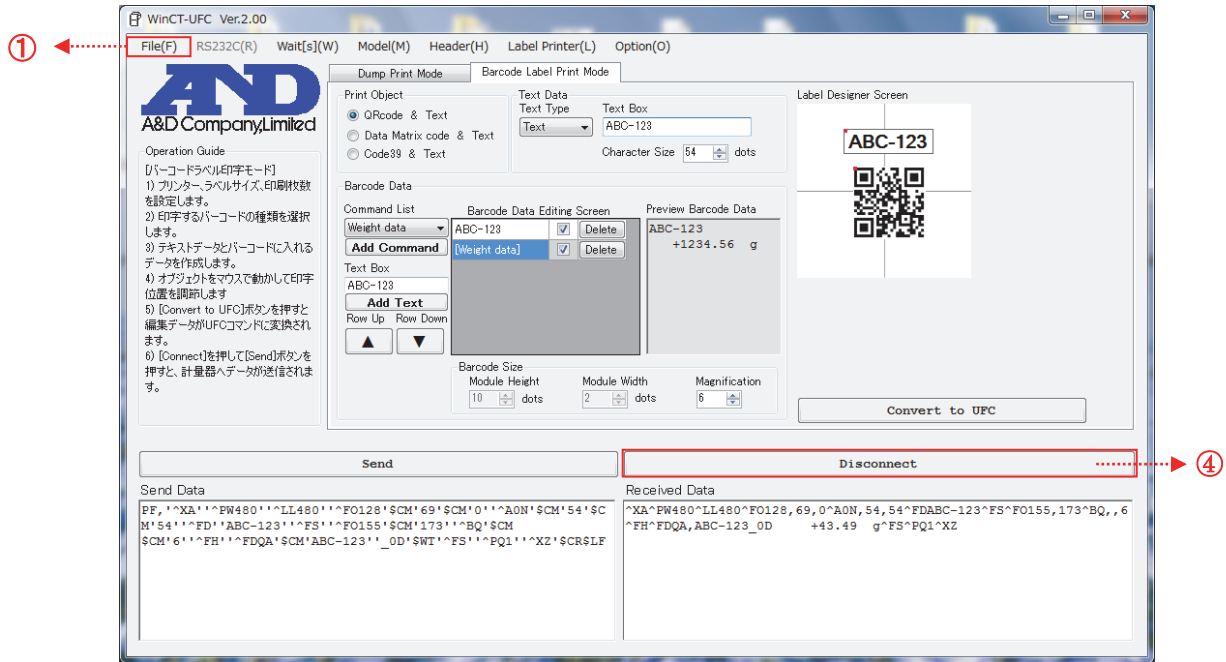 WinCT-UFC Ver.2.00
①
File(F) RS232C(R) Wait[s](W) Model(M) Header(H) Label Printer(L) Option(O)
AND
A&D Company,Limited
Operation Guide
[バーコードラベル印字モード]
1) プリンター、ラベルサイズ、印刷枚数
を設定します。
2) 印字するバーコードの種類を選択
します。
3) テキストデータとバーコードに入れる
データを作成します。
4) オブジェクトをマウスで動かして印字
位置を調節します
5) [Convert to UFC]ボタンを押すと
編集データがUFCコマンドに変換され
ます。
6) [Connect]を押して[Send]ボタンを
押すと、計量器へデータが送信されま
す。
Dump Print Mode Barcode Label Print Mode
Print Object
QRcode & Text
Data Matrix code & Text
Code39 & Text
Text Data
Text Type Text Box
Text ABC-123
Character Size 54 dots
Barcode Data
Command List
Weight data
Add Command
Text Box
ABC-123
Add Text
Row Up Row Down
▲ ▼
Barcode Data Editing Screen
ABC-123 Delete
[Weight data] Delete
Preview Barcode Data
ABC-123
+1234.56 g
Barcode Size
Module Height Module Width Magnification
10 dots 2 dots 6
Label Designer Screen
ABC-123
Convert to UFC
Send
Disconnect
④
Send Data
PF,'^XA''^PW480''^LL480''^FO128'$CM'69'$CM'0''^A0N'$CM'54'$C
M'54''^FD''ABC-123''^FS''^FO155'$CM'173''^BQ'$CM
$CM'6''^FH''^FDQA'$CM'ABC-123''_0D'$WT'^FS''^PQ1''^XZ'$CR$LF
Received Data
^XA^PW480^LL480^FO128,69,0^A0N,54,54^FDABC-123^FS^FO155,173^BQ,,6
^FH^FDQA,ABC-123_0D +43.49 g^FS^PQ1^XZ